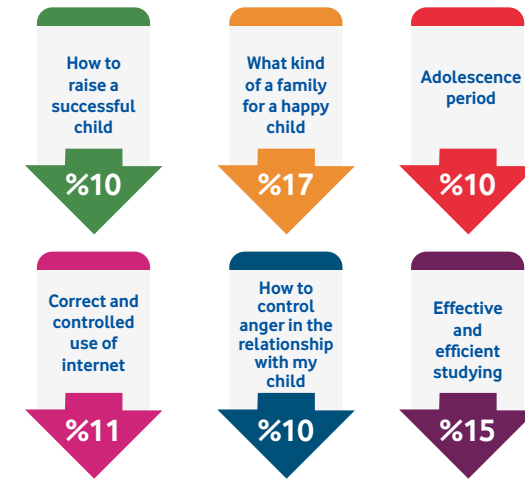 How to
raise a
successful
child
%10
What kind
of a family
for a happy
child
%17
Adolescence
period
%10
Correct and
controlled
use of
internet
%11
How to
control
anger in the
relationship
with my
child
%10
Effective
and
efficient
studying
%15